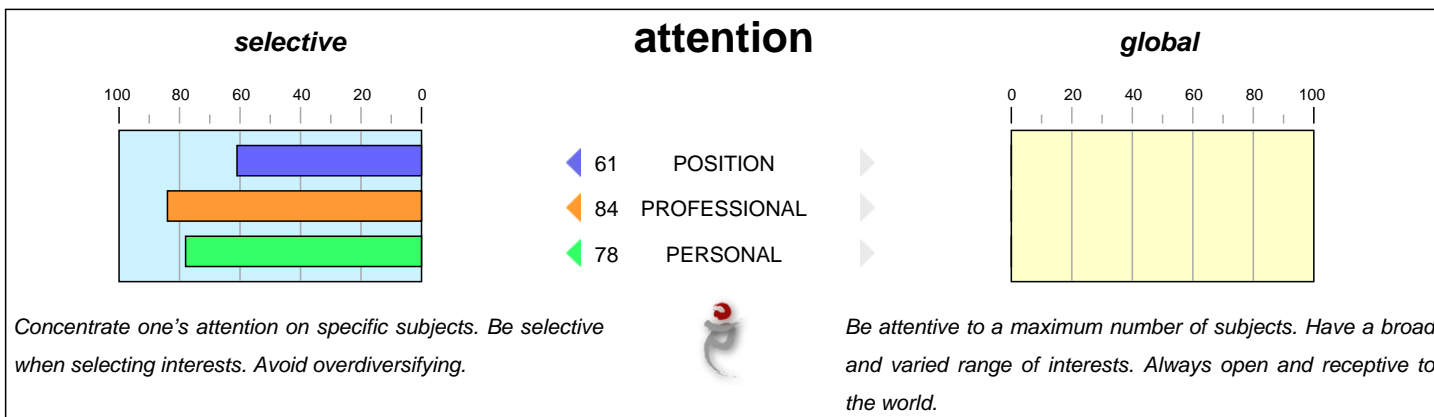 selective attention global
100 80 60 40 20 0 0 20 40 60 80 100
61 POSITION
84 PROFESSIONAL
78 PERSONAL
Concentrate one's attention on specific subjects. Be selective
when selecting interests. Avoid overdiversifying.
Be attentive to a maximum number of subjects. Have a broad
and varied range of interests. Always open and receptive to
the world.